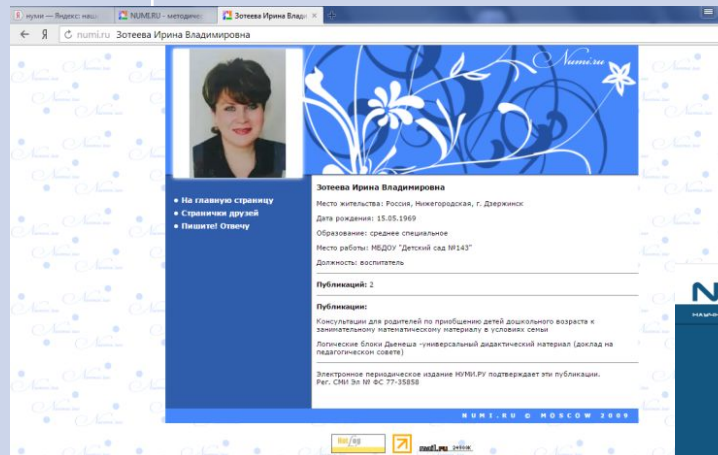 нуми — Яндекс: наш
NUMI.RU - методичес
Зотеева Ирина Влади
Я numi.ru Зотеева Ирина Владимировна
Numi.ru
• На главную страницу
• Странички друзей
• Пишите! Отвечу
Зотеева Ирина Владимировна
Место жительства: Россия, Нижегородская, г. Дзержинск
Дата рождения: 15.05.1969
Образование: среднее специальное
Место работы: МБДОУ "Детский сад №143"
Должность: воспитатель
Публикаций: 2
Публикации:
Консультации для родителей по приобщению детей дошкольного возраста к
занимательному математическому материалу в условиях семьи
Логические блоки Дьенеша -универсальный дидактический материал (доклад на
педагогическом совете)
Электронное периодическое издание НУМИ.РУ подтверждает эти публикации.
Рег. СМИ Эл № ФС 77-35858
NUMI.RU © MOSCOW 2009
HotLog
N